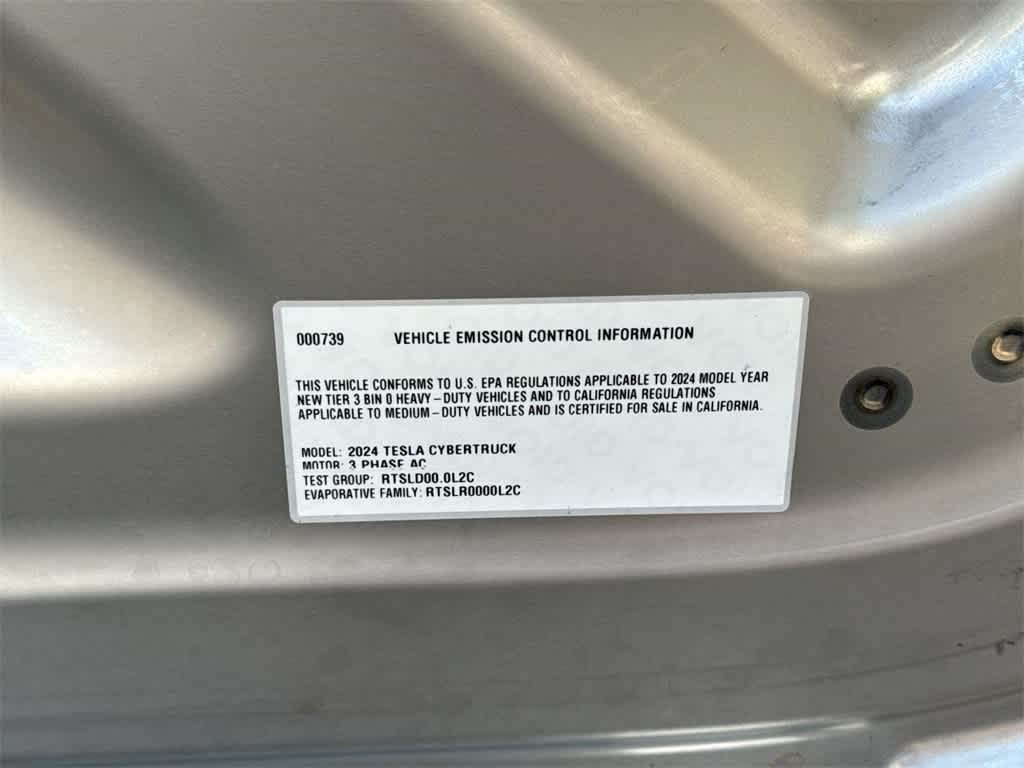 000739 VEHICLE EMISSION CONTROL INFORMATION
THIS VEHICLE CONFORMS TO U.S. EPA REGULATIONS APPLICABLE TO 2024 MODEL YEAR
NEW TIER 3 BIN 0 HEAVY-DUTY VEHICLES AND TO CALIFORNIA REGULATIONS
APPLICABLE TO MEDIUM-DUTY VEHICLES AND IS CERTIFIED FOR SALE IN CALIFORNIA.
MODEL: 2024 TESLA CYBERTRUCK
MOTOR: 3 PHASE AC
TEST GROUP: RTSLD00.0L2C
EVAPORATIVE FAMILY: RTSLR0000L2C